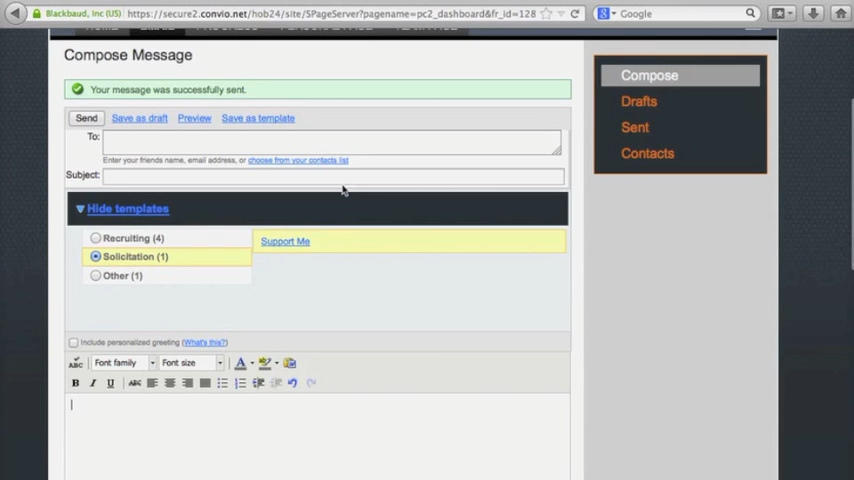 Blackbaud, Inc (US) https://secure2.convio.net/hob24/site/SPageServer?pagename=pc2_dashboard&fr_id=128 Google
Compose Message
Your message was successfully sent.
Send Save as draft Preview Save as template
To:
Enter your friends name, email address, or choose from your contacts list
Subject:
Hide templates
Recruiting (4)
Solicitation (1)
Other (1)
Support Me
Include personalized greeting (What's this?)
ABC Font family Font size A
B I U ABC
Compose
Drafts
Sent
Contacts